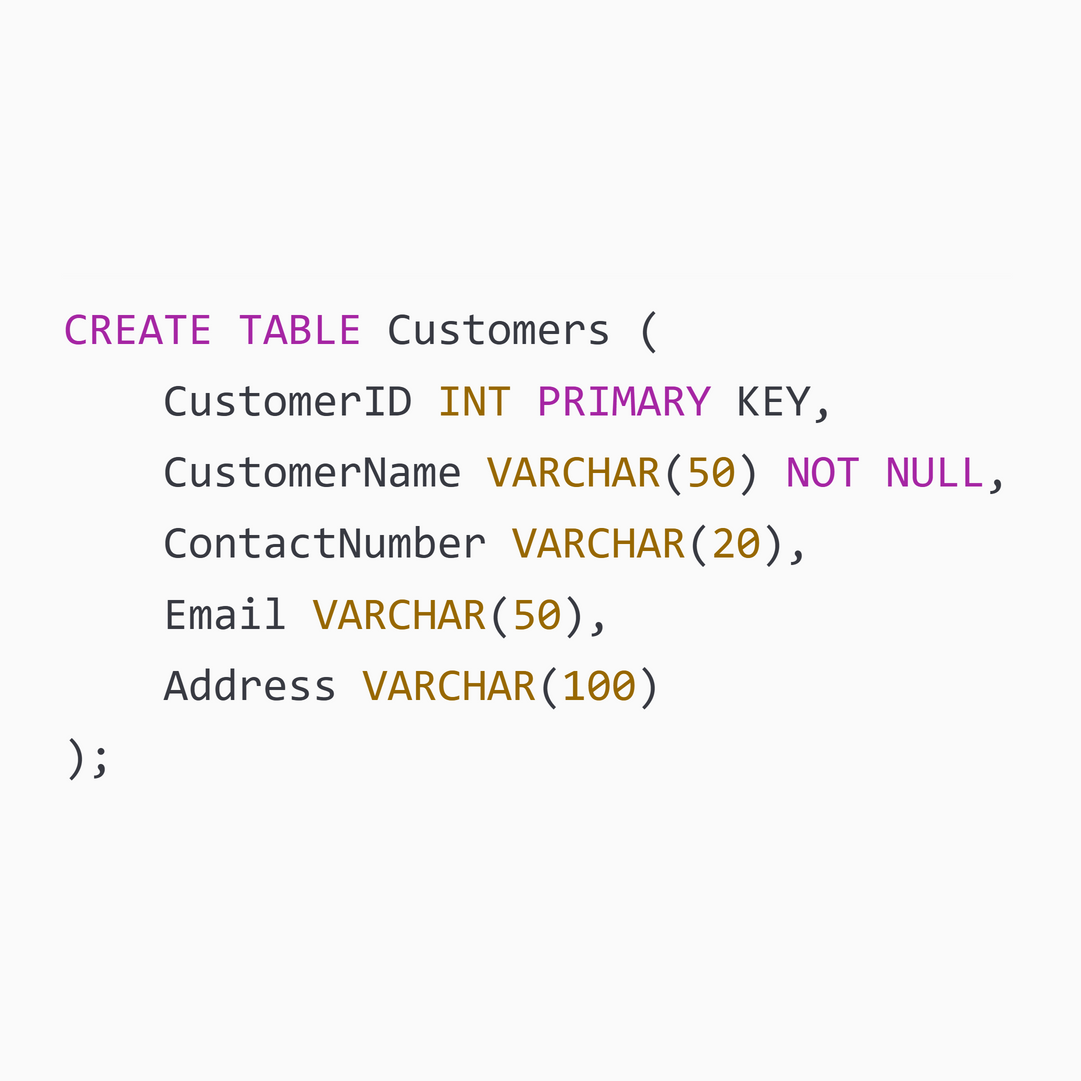 CREATE TABLE Customers (
    CustomerID INT PRIMARY KEY,
    CustomerName VARCHAR(50) NOT NULL,
    ContactNumber VARCHAR(20),
    Email VARCHAR(50),
    Address VARCHAR(100)
);